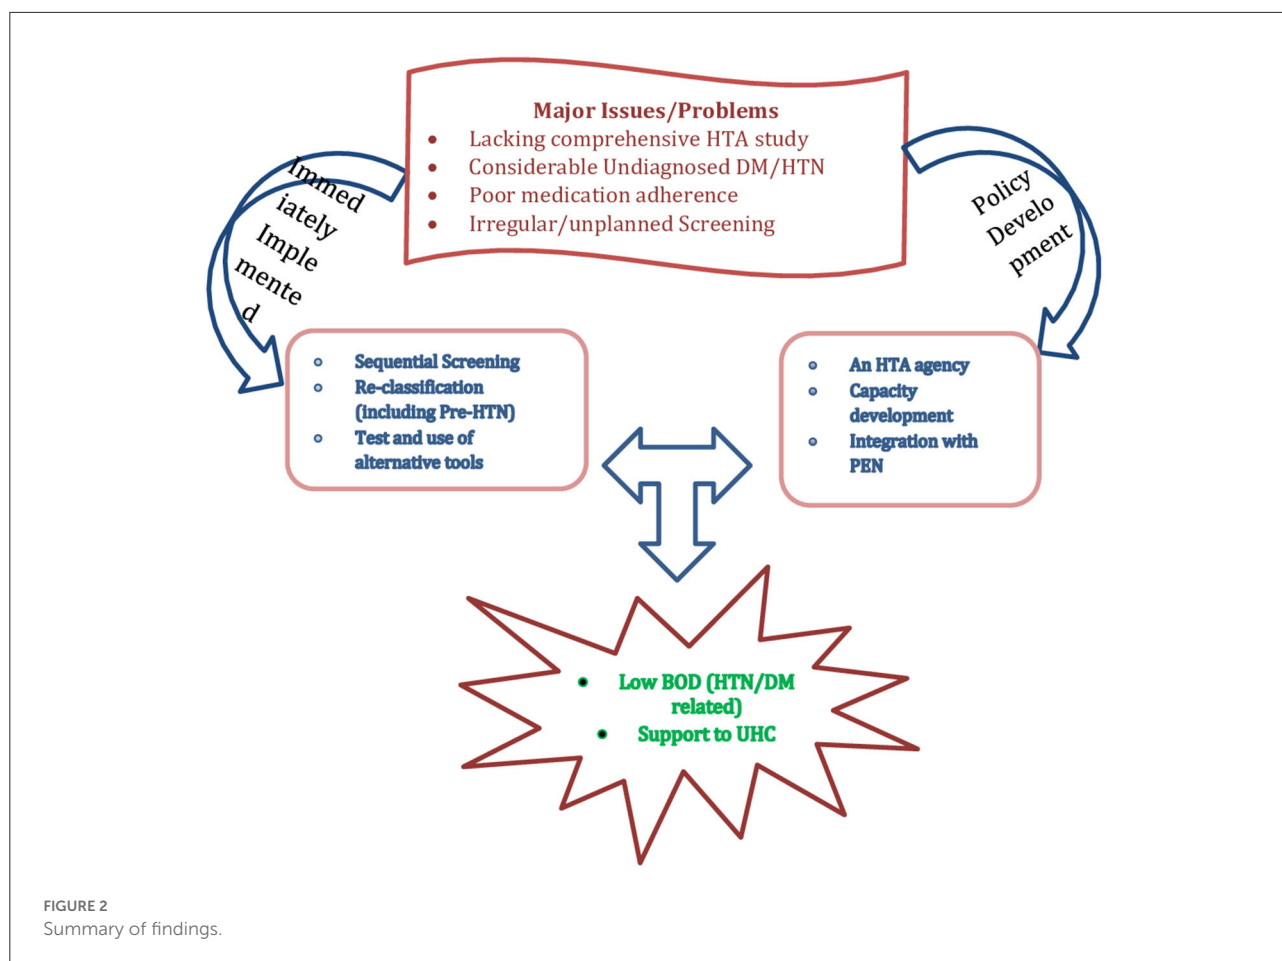 Major Issues/Problems
• Lacking comprehensive HTA study
• Considerable Undiagnosed DM/HTN
• Poor medication adherence
• Irregular/unplanned Screening
Immed
iately
Imple
mente
d
Policy
Develo
pment
Sequential Screening
Re-classification
(including Pre-HTN)
Test and use of
alternative tools
An HTA agency
Capacity
development
Integration with
PEN
• Low BOD (HTN/DM
related)
• Support to UHC
FIGURE 2
Summary of findings.